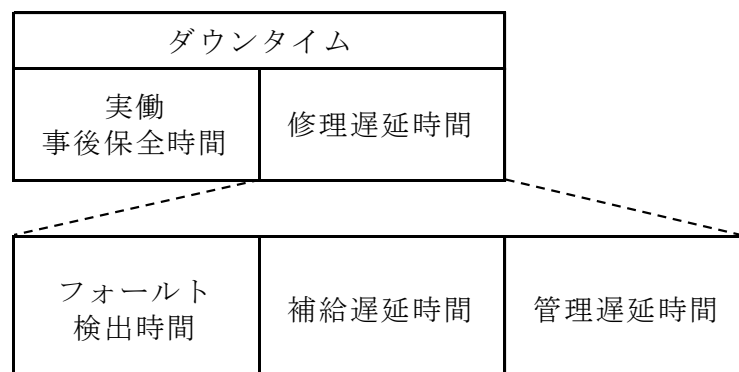 ダウンタイム
実働
事後保全時間
修理遅延時間
フォールト
検出時間
補給遅延時間
管理遅延時間